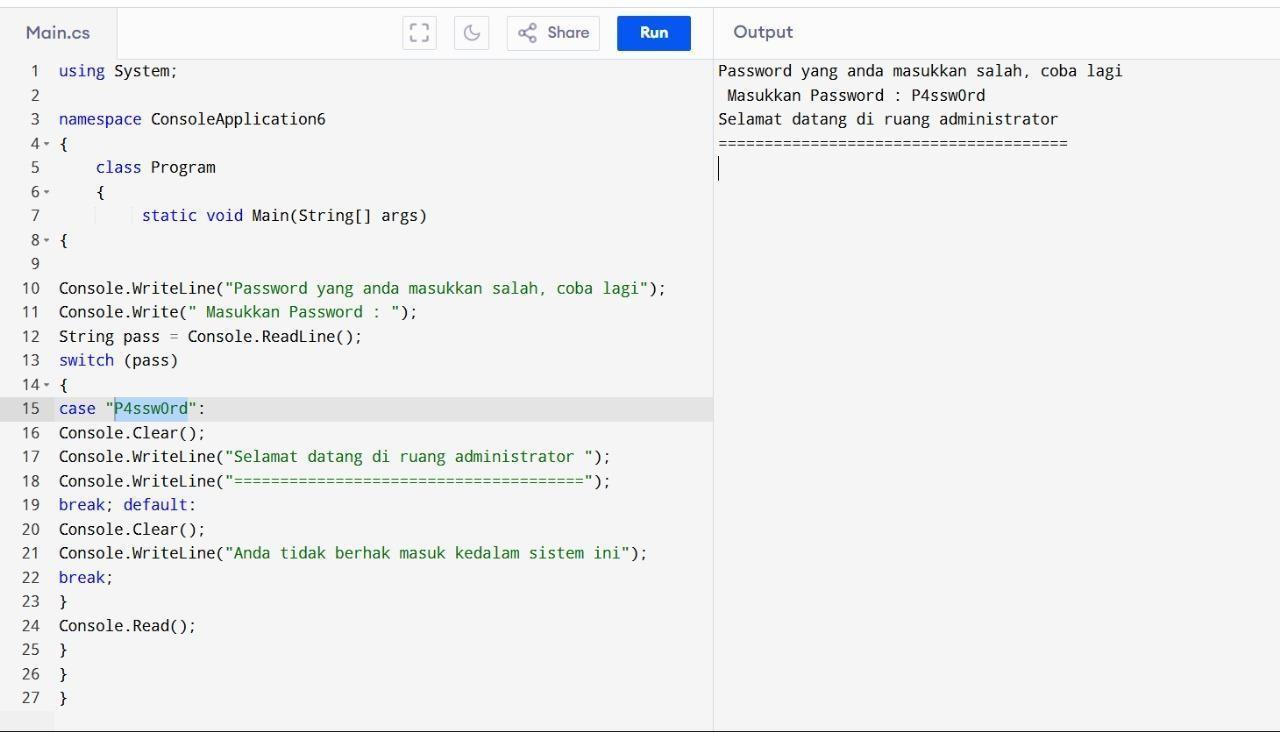 Main.cs
Share
Run
Output
1 using System;
2
3 namespace ConsoleApplication6
4 {
5 class Program
6 {
7 static void Main(String[] args)
8 {
9
10 Console.WriteLine("Password yang anda masukkan salah, coba lagi");
11 Console.Write(" Masukkan Password : ");
12 String pass = Console.ReadLine();
13 switch (pass)
14 {
15 case "P4ssw0rd":
16 Console.Clear();
17 Console.WriteLine("Selamat datang di ruang administrator ");
18 Console.WriteLine("======================================");
19 break; default:
20 Console.Clear();
21 Console.WriteLine("Anda tidak berhak masuk kedalam sistem ini");
22 break;
23 }
24 Console.Read();
25 }
26 }
27 }
Password yang anda masukkan salah, coba lagi
Masukkan Password : P4ssw0rd
Selamat datang di ruang administrator
======================================